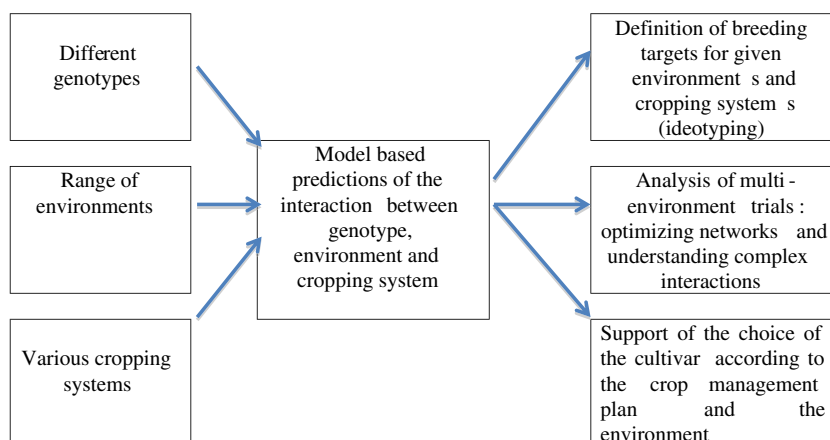 Different
genotypes
Range of
environments
Various cropping
systems
Model based
predictions of the
interaction between
genotype,
environment and
cropping system
Definition of breeding
targets for given
environment s and
cropping system s
(ideotyping)
Analysis of multi-
environment trials:
optimizing networks and
understanding complex
interactions
Support of the choice of
the cultivar according to
the crop management
plan and the
environment